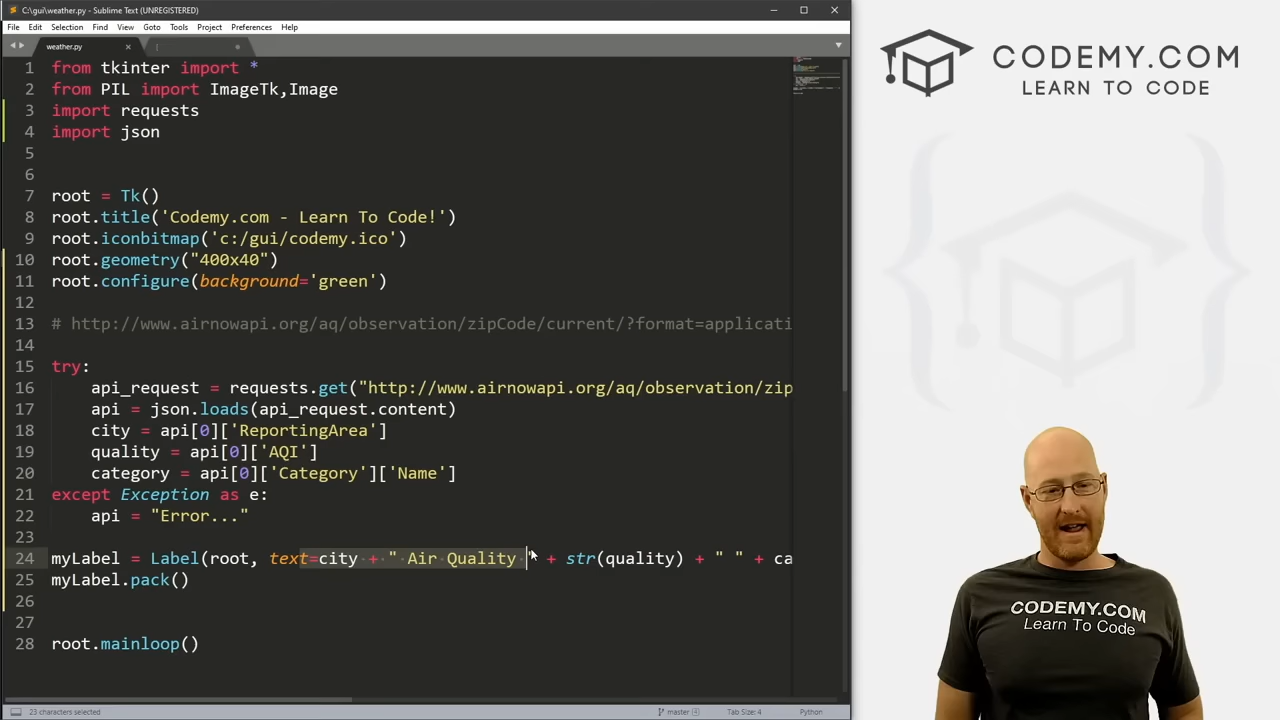 C:\gui\weather.py - Sublime Text (UNREGISTERED)
File Edit Selection Find View Goto Tools Project Preferences Help
weather.py
1 from tkinter import *
2 from PIL import ImageTk,Image
3 import requests
4 import json
5
6
7 root = Tk()
8 root.title('Codemy.com - Learn To Code!')
9 root.iconbitmap('c:/gui/codemy.ico')
10 root.geometry("400x40")
11 root.configure(background='green')
12
13 # http://www.airnowapi.org/aq/observation/zipCode/current/?format=applicati
14
15 try:
16 api_request = requests.get("http://www.airnowapi.org/aq/observation/zip
17 api = json.loads(api_request.content)
18 city = api[0]['ReportingArea']
19 quality = api[0]['AQI']
20 category = api[0]['Category']['Name']
21 except Exception as e:
22 api = "Error..."
23
24 myLabel = Label(root, text=city + " Air Quality " + str(quality) + " " + ca
25 myLabel.pack()
26
27
28 root.mainloop()
23 characters selected
master 4
Tab Size: 4
Python
CODEMY.COM
LEARN TO CODE
CODEMY.COM
Learn To Code